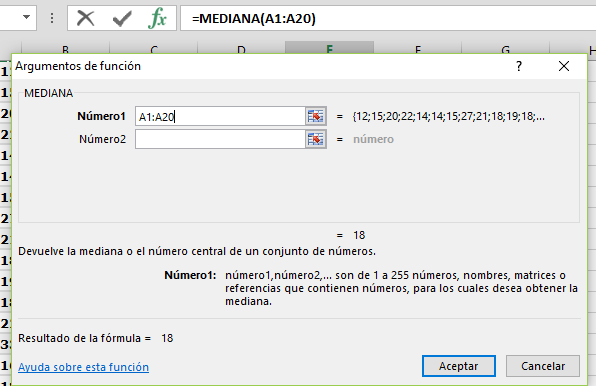 =MEDIANA(A1:A20)
B C D E F G H
Argumentos de función ? ×
MEDIANA
Número1 A1:A20 = {12;15;20;22;14;14;15;27;21;18;19;18;...
Número2 = número
= 18
Devuelve la mediana o el número central de un conjunto de números.
Número1: número1,número2,... son de 1 a 255 números, nombres, matrices o
referencias que contienen números, para los cuales desea obtener la
mediana.
Resultado de la fórmula = 18
Ayuda sobre esta función Aceptar Cancelar